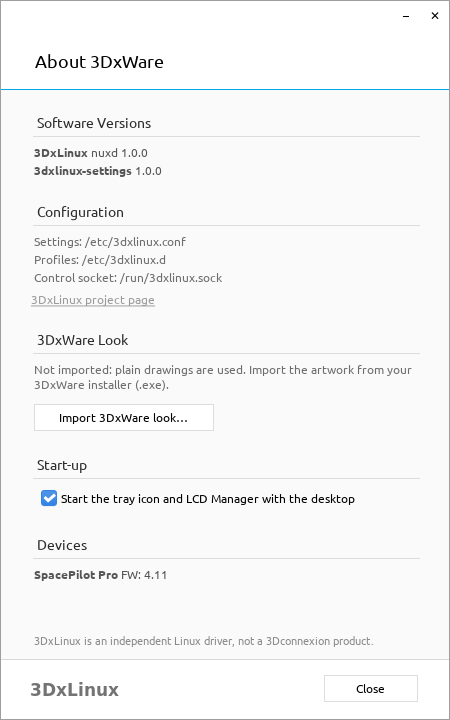 About 3DxWare
Software Versions
3DxLinux nuxd 1.0.0
3dxlinux-settings 1.0.0
Configuration
Settings: /etc/3dxlinux.conf
Profiles: /etc/3dxlinux.d
Control socket: /run/3dxlinux.sock
3DxLinux project page
3DxWare Look
Not imported: plain drawings are used. Import the artwork from your
3DxWare installer (.exe).
Import 3DxWare look...
Start-up
Start the tray icon and LCD Manager with the desktop
Devices
SpacePilot Pro FW: 4.11
3DxLinux is an independent Linux driver, not a 3Dconnexion product.
3DxLinux
Close